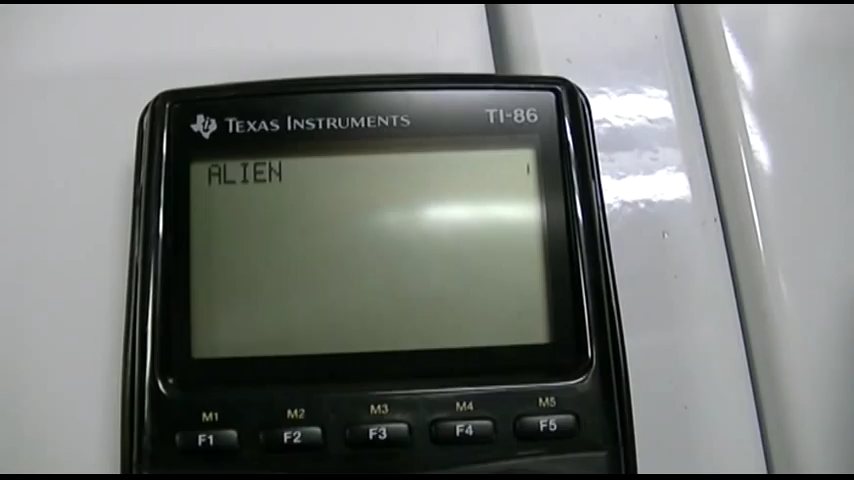 TEXAS INSTRUMENTS TI-86
ALIEN
M1 M2 M3 M4 M5
F1 F2 F3 F4 F5